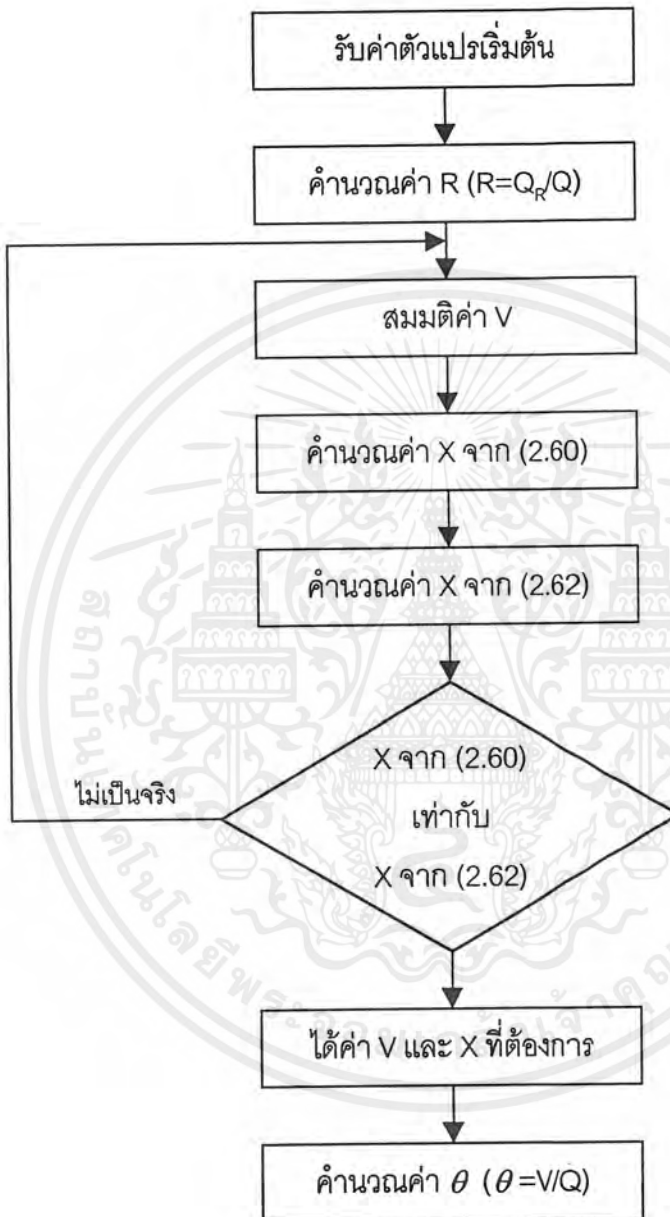 รับค่าตัวแปรเริ่มต้น
คำนวณค่า R (R=Q_R/Q)
สมมติค่า V
คำนวณค่า X จาก (2.60)
คำนวณค่า X จาก (2.62)
X จาก (2.60)
เท่ากับ
X จาก (2.62)
ไม่เป็นจริง
ได้ค่า V และ X ที่ต้องการ
คำนวณค่า θ (θ=V/Q)